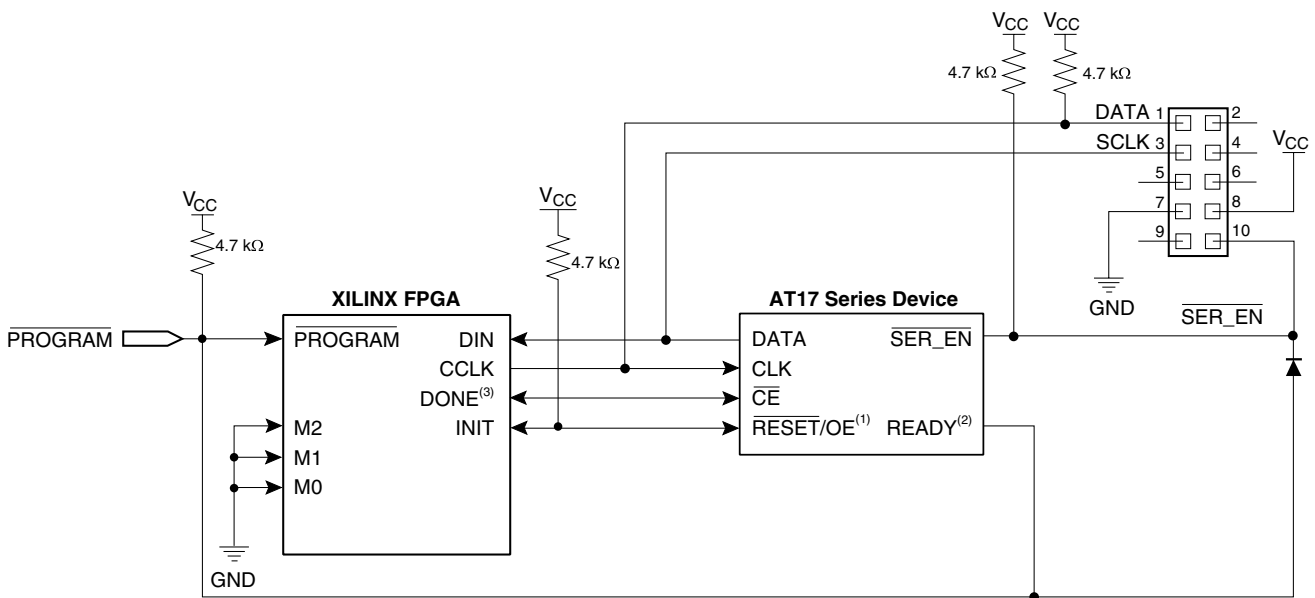 VCC VCC
4.7 kΩ 4.7 kΩ
DATA 1 2
SCLK 3 4
VCC
5 6
7 8
9 10
GND
SER_EN
VCC
4.7 kΩ
VCC
4.7 kΩ
XILINX FPGA
AT17 Series Device
PROGRAM
PROGRAM
DIN
CCLK
DONE(3)
INIT
M2
M1
M0
GND
DATA
CLK
CE
RESET/OE(1)
SER_EN
READY(2)